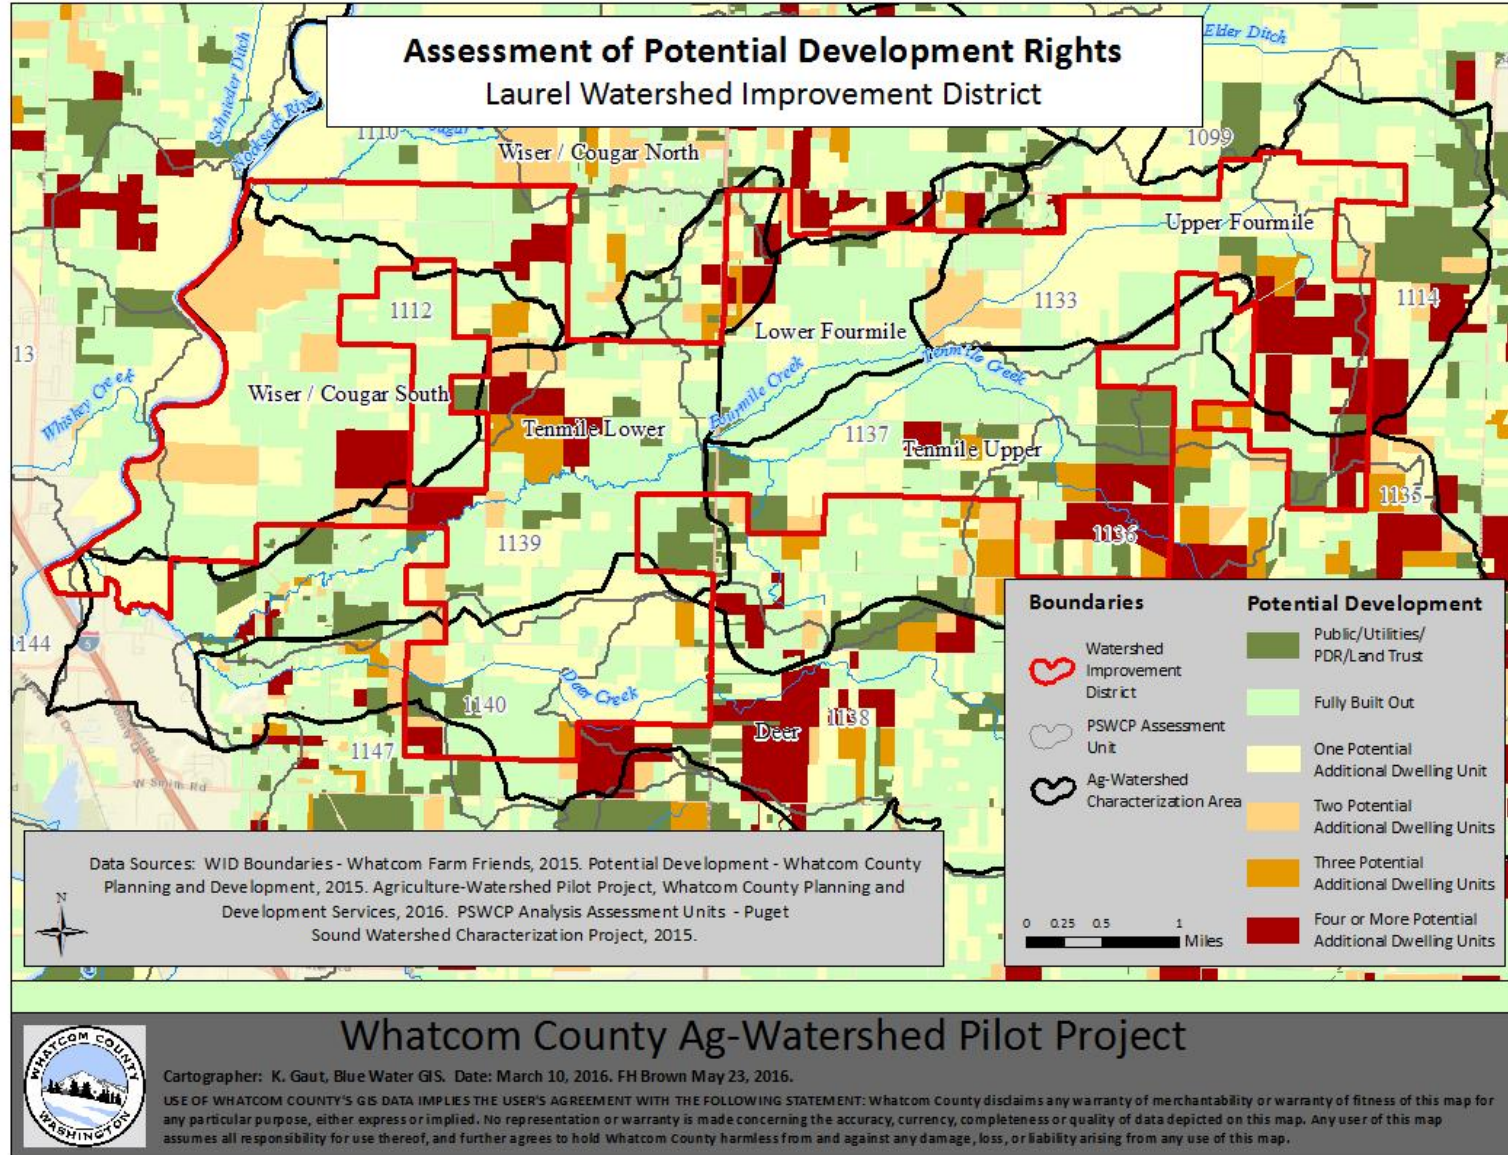 Assessment of Potential Development Rights
Laurel Watershed Improvement District
Elder Ditch
Schnieder Ditch
Nooksack River
1110
1099
Wiser / Cougar North
Upper Fourmile
1112
1133
1114
13
Lower Fourmile
Tenmile Creek
Whiskey Creek
Wiser / Cougar South
Fourmile Creek
Tenmile Lower
1137
Tenmile Upper
1135
1139
1136
1144
5
1140
Deer Creek
1138
Deer
1147
W Smith Rd
Boundaries
Watershed
Improvement
District
PSWCP Assessment
Unit
Ag-Watershed
Characterization Area
0 0.25 0.5 1
Miles
Potential Development
Public/Utilities/
PDR/Land Trust
Fully Built Out
One Potential
Additional Dwelling Unit
Two Potential
Additional Dwelling Units
Three Potential
Additional Dwelling Units
Four or More Potential
Additional Dwelling Units
N
Data Sources: WID Boundaries - Whatcom Farm Friends, 2015. Potential Development - Whatcom County
Planning and Development, 2015. Agriculture-Watershed Pilot Project, Whatcom County Planning and
Development Services, 2016. PSWCP Analysis Assessment Units - Puget
Sound Watershed Characterization Project, 2015.
WHATCOM COUNTY
WASHINGTON
Whatcom County Ag-Watershed Pilot Project
Cartographer: K. Gaut, Blue Water GIS. Date: March 10, 2016. FH Brown May 23, 2016.
USE OF WHATCOM COUNTY'S GIS DATA IMPLIES THE USER'S AGREEMENT WITH THE FOLLOWING STATEMENT: Whatcom County disclaims any warranty of merchantability or warranty of fitness of this map for
any particular purpose, either express or implied. No representation or warranty is made concerning the accuracy, currency, completeness or quality of data depicted on this map. Any user of this map
assumes all responsibility for use thereof, and further agrees to hold Whatcom County harmless from and against any damage, loss, or liability arising from any use of this map.